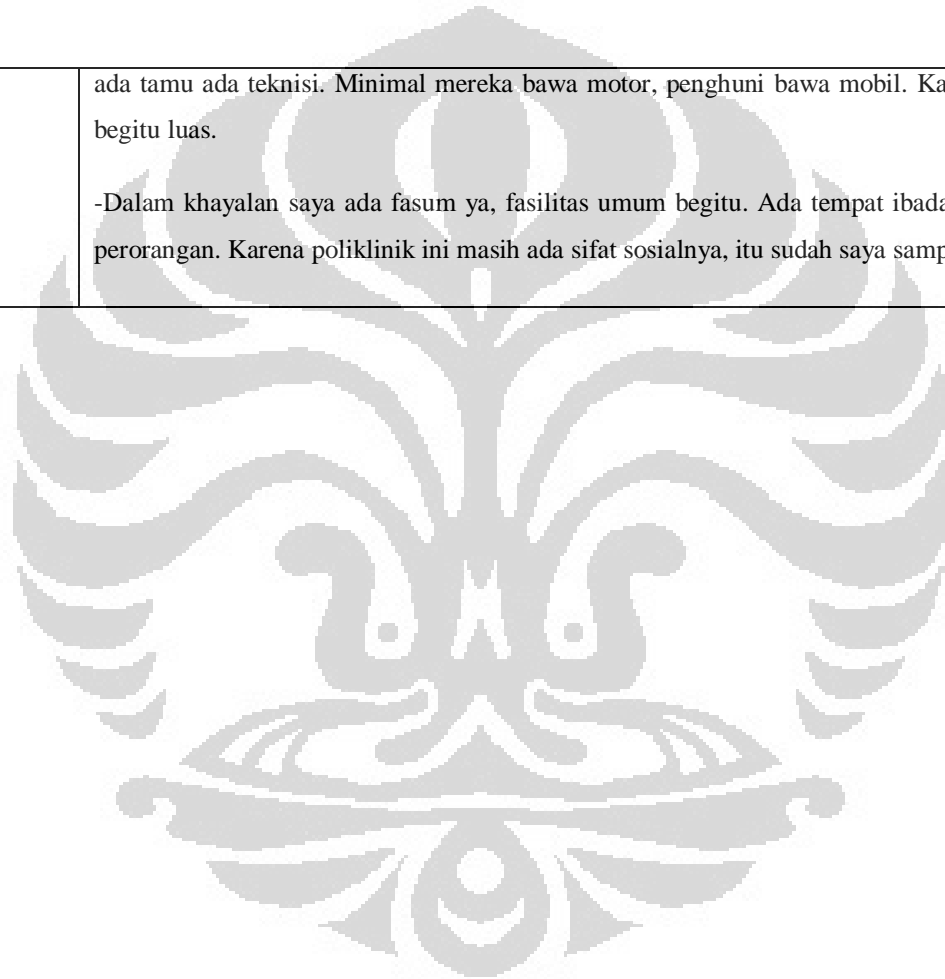 ada tamu ada teknisi. Minimal mereka bawa motor, penghuni bawa mobil. Ka
begitu luas.
-Dalam khayalan saya ada fasum ya, fasilitas umum begitu. Ada tempat ibada
perorangan. Karena poliklinik ini masih ada sifat sosialnya, itu sudah saya samp